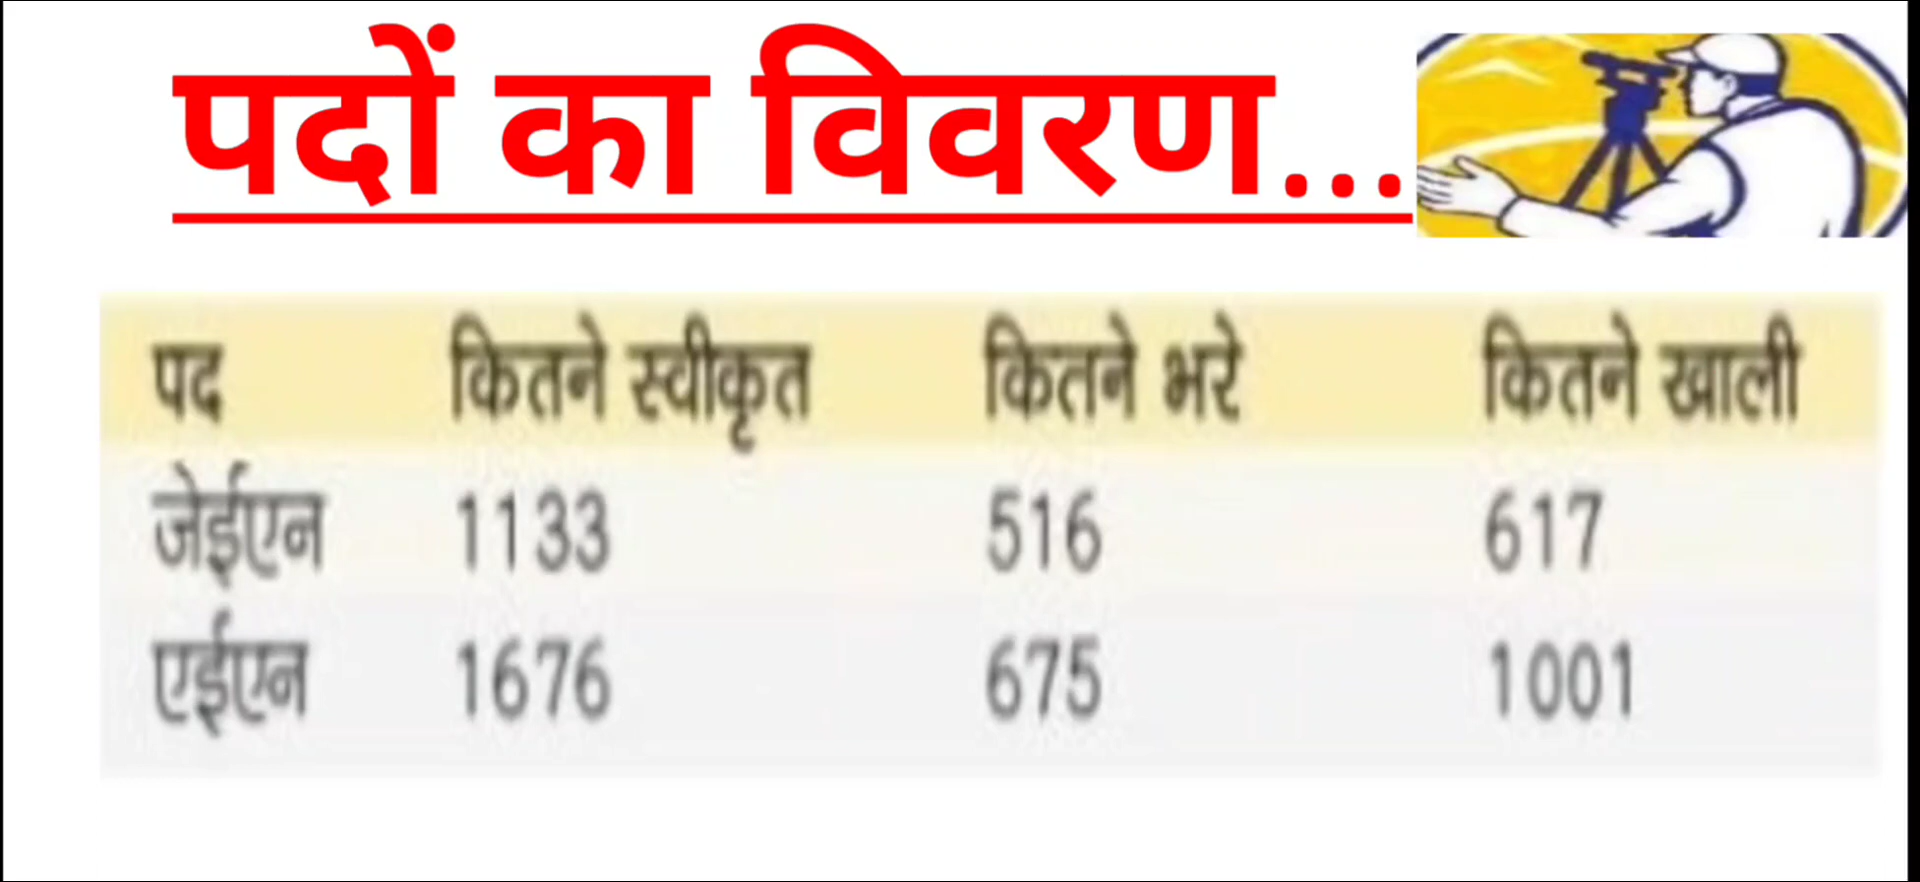 पदों का विवरण...
पद कितने स्वीकृत कितने भरे कितने खाली
जेईएन 1133 516 617
एईएन 1676 675 1001